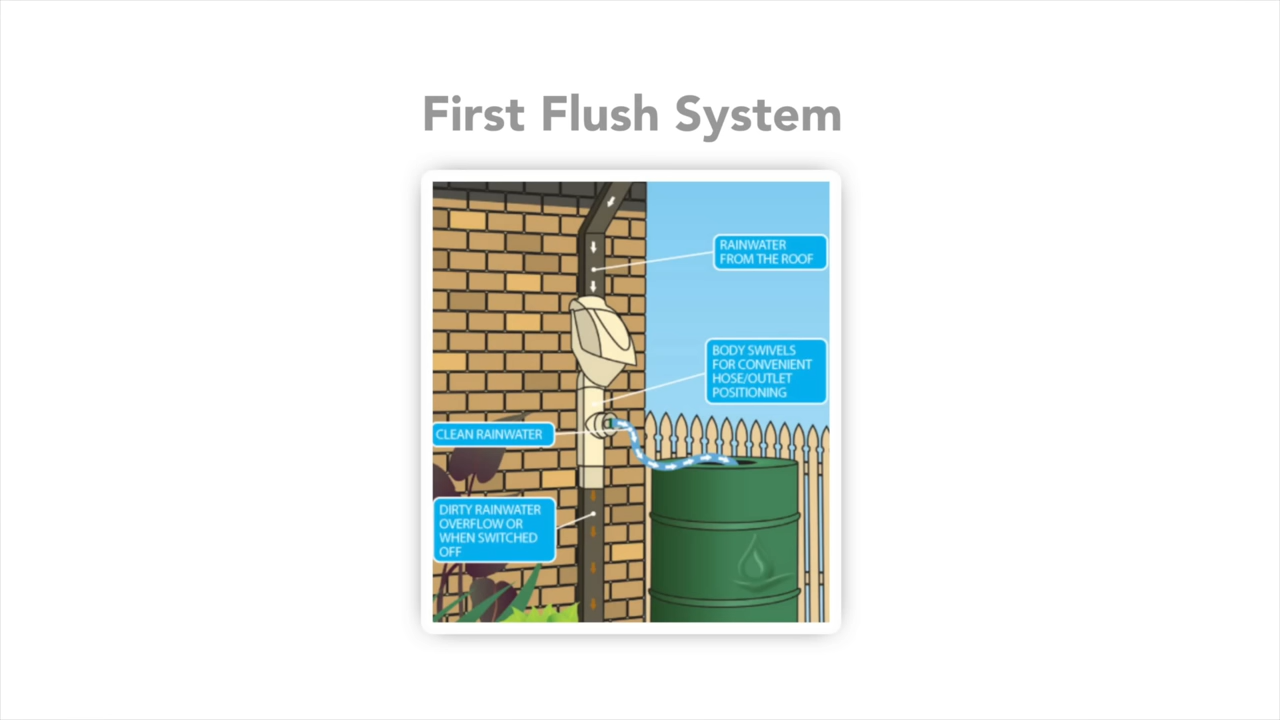 First Flush System
RAINWATER
FROM THE ROOF
BODY SWIVELS
FOR CONVENIENT
HOSE/OUTLET
POSITIONING
CLEAN RAINWATER
DIRTY RAINWATER
OVERFLOW OR
WHEN SWITCHED
OFF